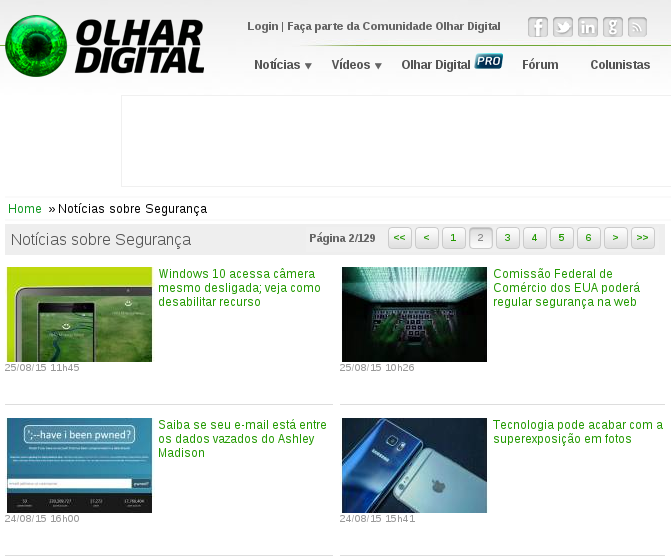 OLHAR
DIGITAL
Login | Faça parte da Comunidade Olhar Digital
Notícias
Vídeos
Olhar Digital PRO
Fórum
Colunistas
Home » Notícias sobre Segurança
Notícias sobre Segurança
Página 2/129
<< < 1 2 3 4 5 6 > >>
Windows 10 acessa câmera
mesmo desligada; veja como
desabilitar recurso
25/08/15 11h45
Comissão Federal de
Comércio dos EUA poderá
regular segurança na web
25/08/15 10h26
';--have i been pwned?
Saiba se seu e-mail está entre
os dados vazados do Ashley
Madison
24/08/15 16h00
Tecnologia pode acabar com a
superexposição em fotos
24/08/15 15h41